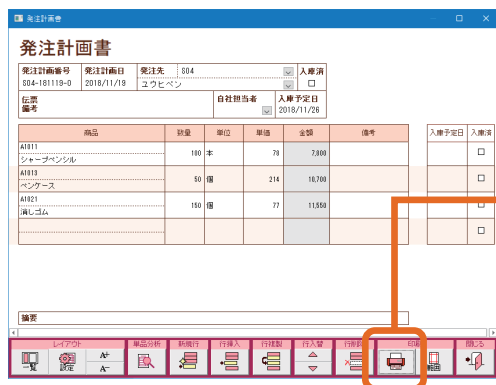 発注計画書
発注計画書
発注計画番号 発注計画日 発注先 S04 入庫済
S04-181119-0 2018/11/19 ユウヒペン
伝票備考 自社担当者 入庫予定日
2018/11/26
商品 数量 単位 単価 金額 備考 入庫予定日 入庫済
A1011
シャープペンシル 100 本 78 7,800
A1013
ペンケース 50 個 214 10,700
A1021
消しゴム 150 個 77 11,550
摘要
レイアウト 単品分析 新規行 行挿入 行複製 行入替 行削除 印刷 閉じる
一覧 設定 A+ A- 範囲